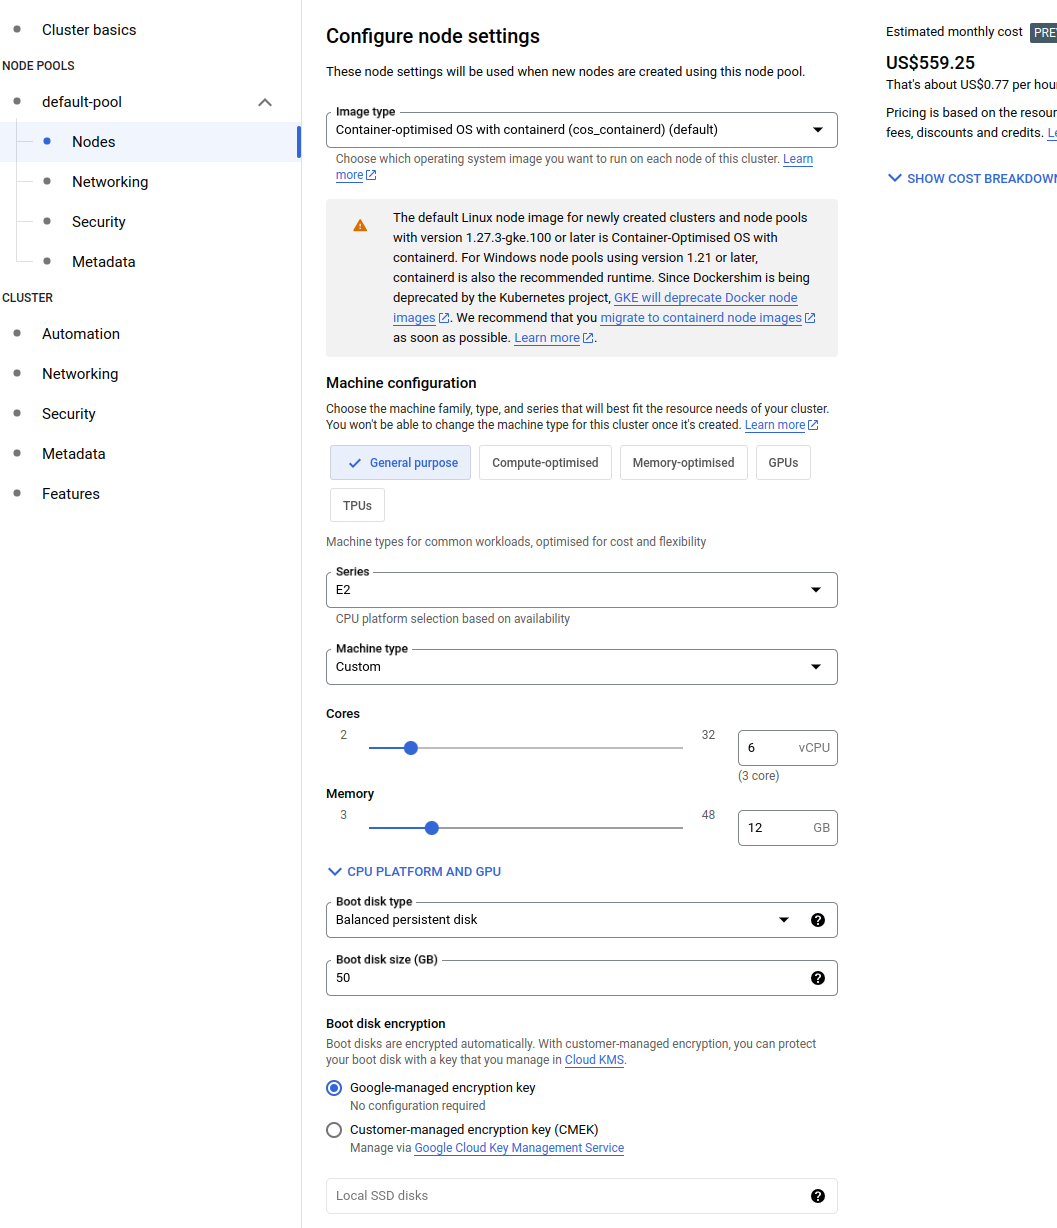 Cluster basics
NODE POOLS
default-pool
Nodes
Networking
Security
Metadata
CLUSTER
Automation
Networking
Security
Metadata
Features
Configure node settings
These node settings will be used when new nodes are created using this node pool.
Image type
Container-optimised OS with containerd (cos_containerd) (default)
Choose which operating system image you want to run on each node of this cluster. Learn
more
The default Linux node image for newly created clusters and node pools
with version 1.27.3-gke.100 or later is Container-Optimised OS with
containerd. For Windows node pools using version 1.21 or later,
containerd is also the recommended runtime. Since Dockershim is being
deprecated by the Kubernetes project, GKE will deprecate Docker node
images. We recommend that you migrate to containerd node images
as soon as possible. Learn more.
Machine configuration
Choose the machine family, type, and series that will best fit the resource needs of your cluster.
You won't be able to change the machine type for this cluster once it's created. Learn more
General purpose
Compute-optimised
Memory-optimised
GPUs
TPUs
Machine types for common workloads, optimised for cost and flexibility
Series
E2
CPU platform selection based on availability
Machine type
Custom
Cores
2
32
6 vCPU
(3 core)
Memory
3
48
12 GB
CPU PLATFORM AND GPU
Boot disk type
Balanced persistent disk
Boot disk size (GB)
50
Boot disk encryption
Boot disks are encrypted automatically. With customer-managed encryption, you can protect
your boot disk with a key that you manage in Cloud KMS.
Google-managed encryption key
No configuration required
Customer-managed encryption key (CMEK)
Manage via Google Cloud Key Management Service
Local SSD disks
Estimated monthly cost
US$559.25
That's about US$0.77 per
Pricing is based on the
fees, discounts and credits.
SHOW COST BREAKDOWN